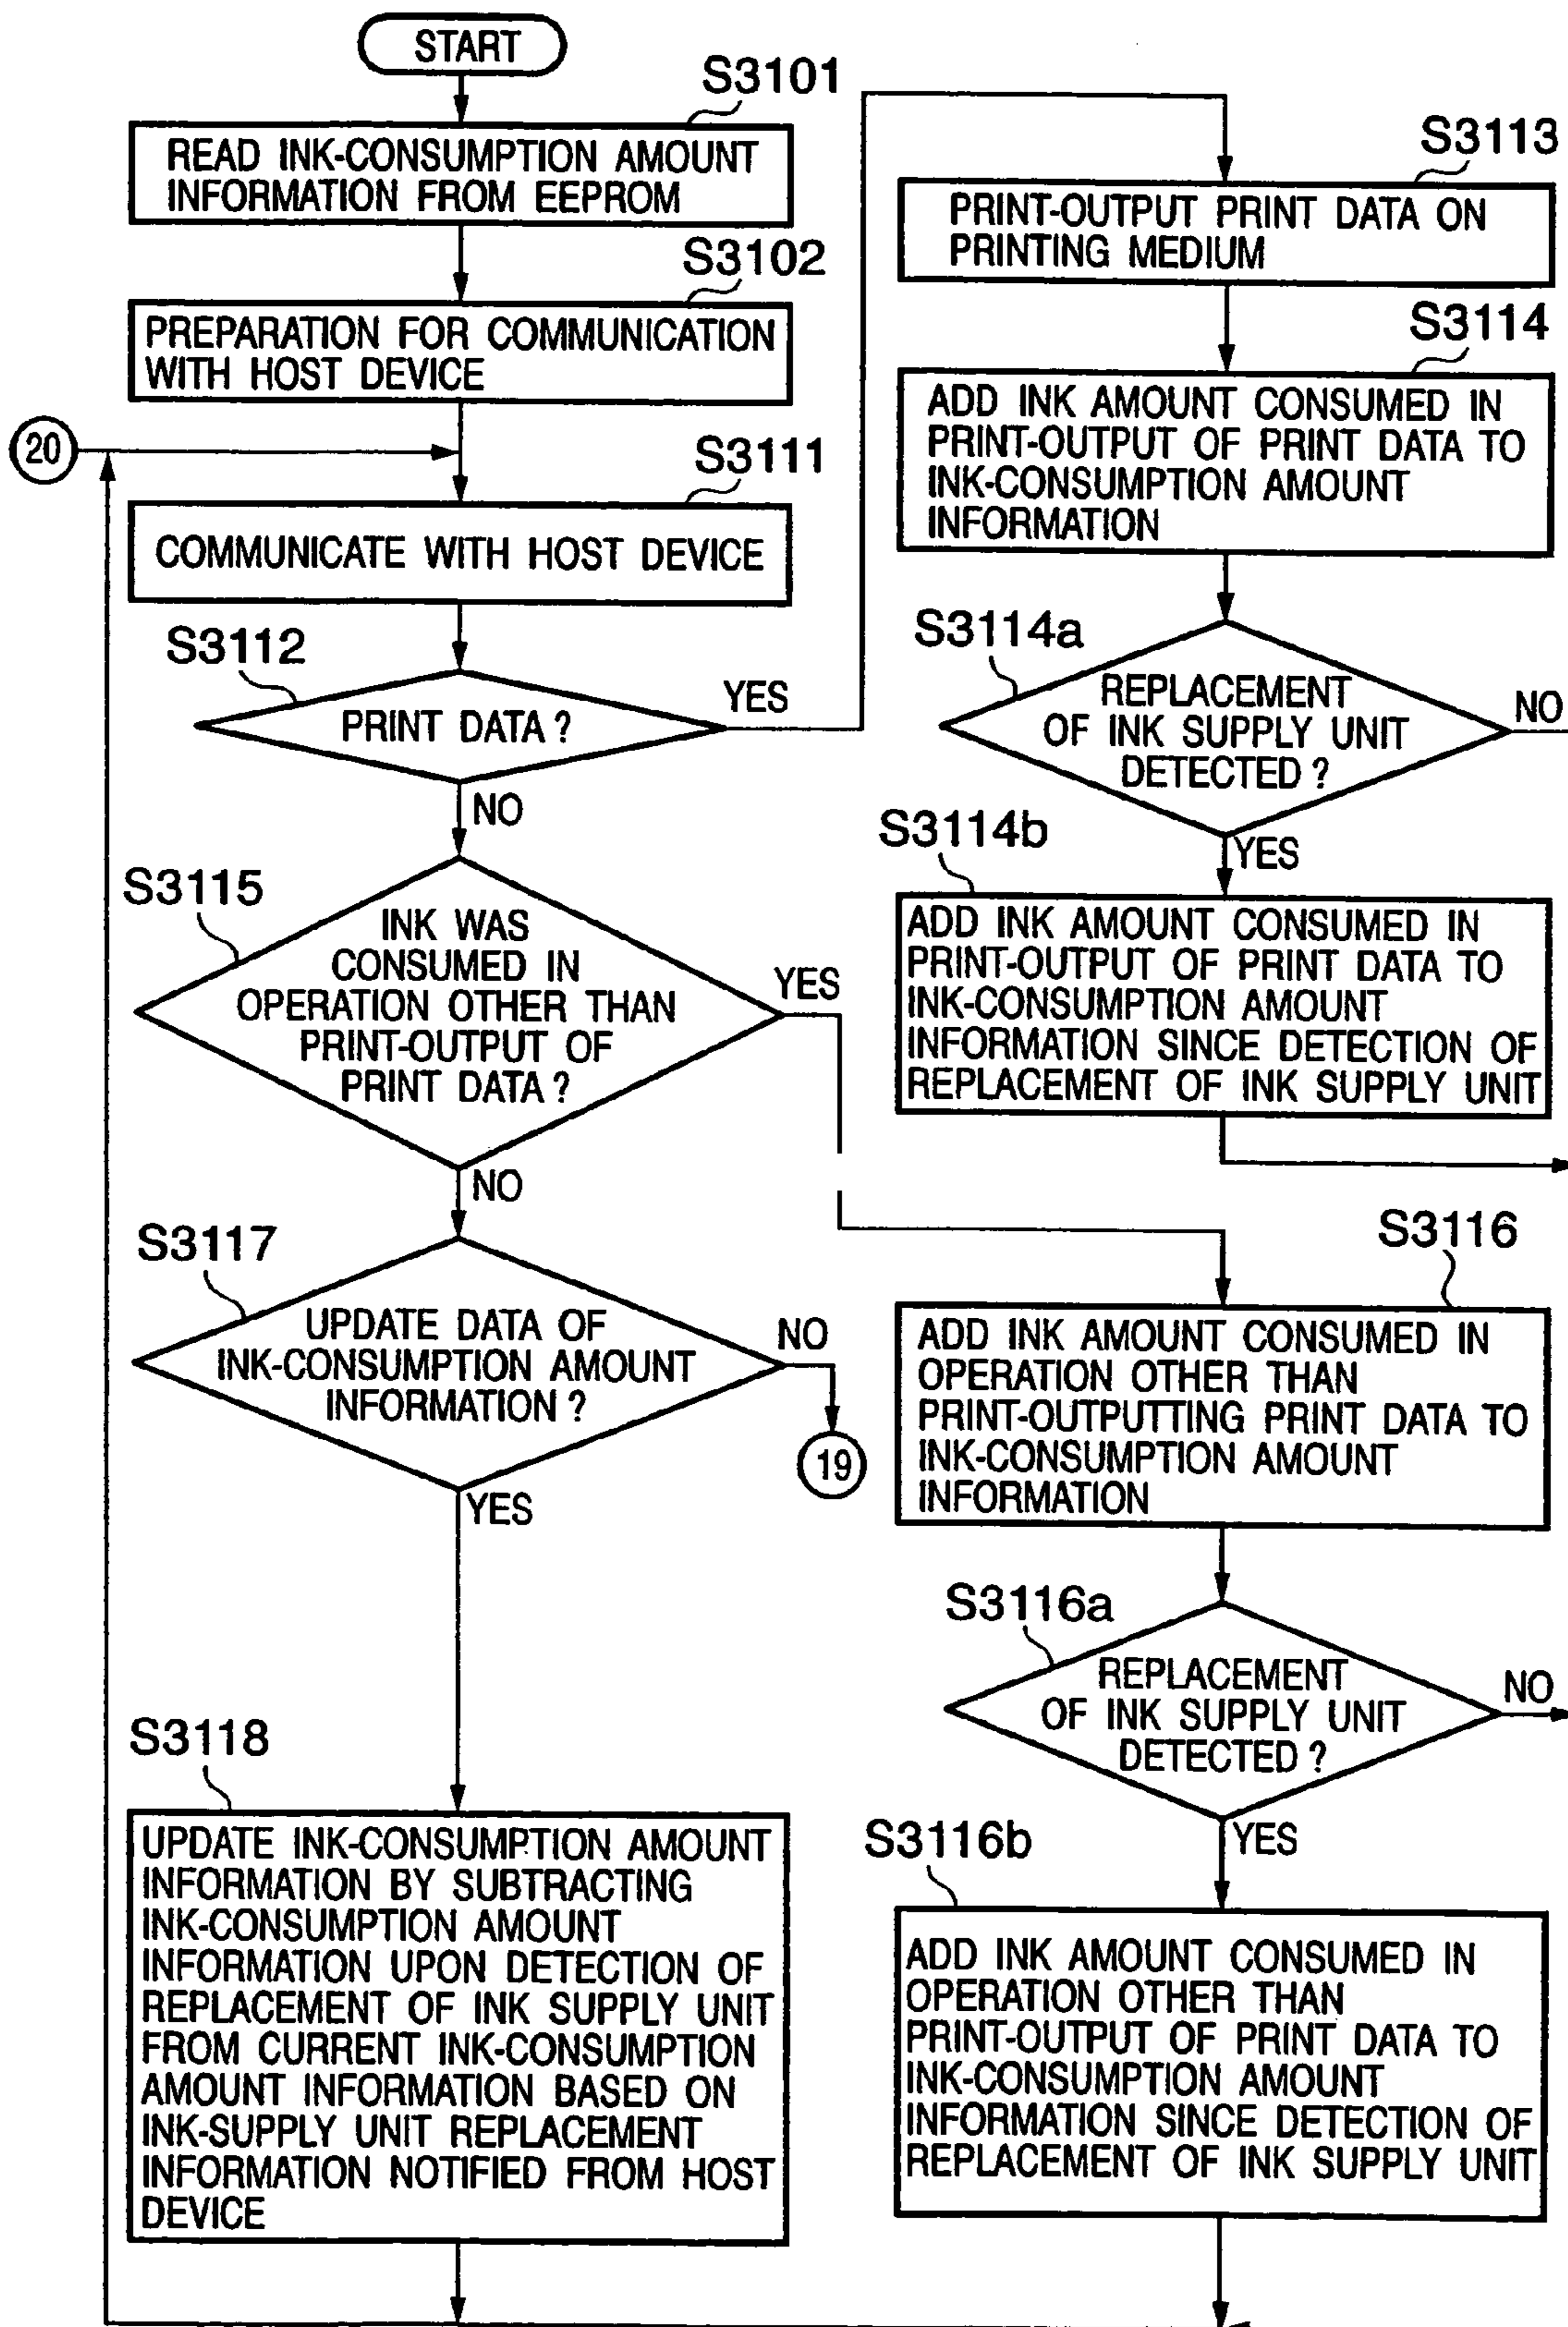 START
S3101
READ INK-CONSUMPTION AMOUNT
INFORMATION FROM EEPROM
S3102
PREPARATION FOR COMMUNICATION
WITH HOST DEVICE
20
S3111
COMMUNICATE WITH HOST DEVICE
S3112
PRINT DATA?
YES
NO
S3115
INK WAS
CONSUMED IN
OPERATION OTHER THAN
PRINT-OUTPUT OF
PRINT DATA?
YES
NO
S3117
UPDATE DATA OF
INK-CONSUMPTION AMOUNT
INFORMATION?
NO
19
YES
S3118
UPDATE INK-CONSUMPTION AMOUNT
INFORMATION BY SUBTRACTING
INK-CONSUMPTION AMOUNT
INFORMATION UPON DETECTION OF
REPLACEMENT OF INK SUPPLY UNIT
FROM CURRENT INK-CONSUMPTION
AMOUNT INFORMATION BASED ON
INK-SUPPLY UNIT REPLACEMENT
INFORMATION NOTIFIED FROM HOST
DEVICE
S3113
PRINT-OUTPUT PRINT DATA ON
PRINTING MEDIUM
S3114
ADD INK AMOUNT CONSUMED IN
PRINT-OUTPUT OF PRINT DATA TO
INK-CONSUMPTION AMOUNT
INFORMATION
S3114a
REPLACEMENT
OF INK SUPPLY UNIT
DETECTED?
NO
YES
S3114b
ADD INK AMOUNT CONSUMED IN
PRINT-OUTPUT OF PRINT DATA TO
INK-CONSUMPTION AMOUNT
INFORMATION SINCE DETECTION OF
REPLACEMENT OF INK SUPPLY UNIT
S3116
ADD INK AMOUNT CONSUMED IN
OPERATION OTHER THAN
PRINT-OUTPUTTING PRINT DATA TO
INK-CONSUMPTION AMOUNT
INFORMATION
S3116a
REPLACEMENT
OF INK SUPPLY UNIT
DETECTED?
NO
YES
S3116b
ADD INK AMOUNT CONSUMED IN
OPERATION OTHER THAN
PRINT-OUTPUT OF PRINT DATA TO
INK-CONSUMPTION AMOUNT
INFORMATION SINCE DETECTION OF
REPLACEMENT OF INK SUPPLY UNIT